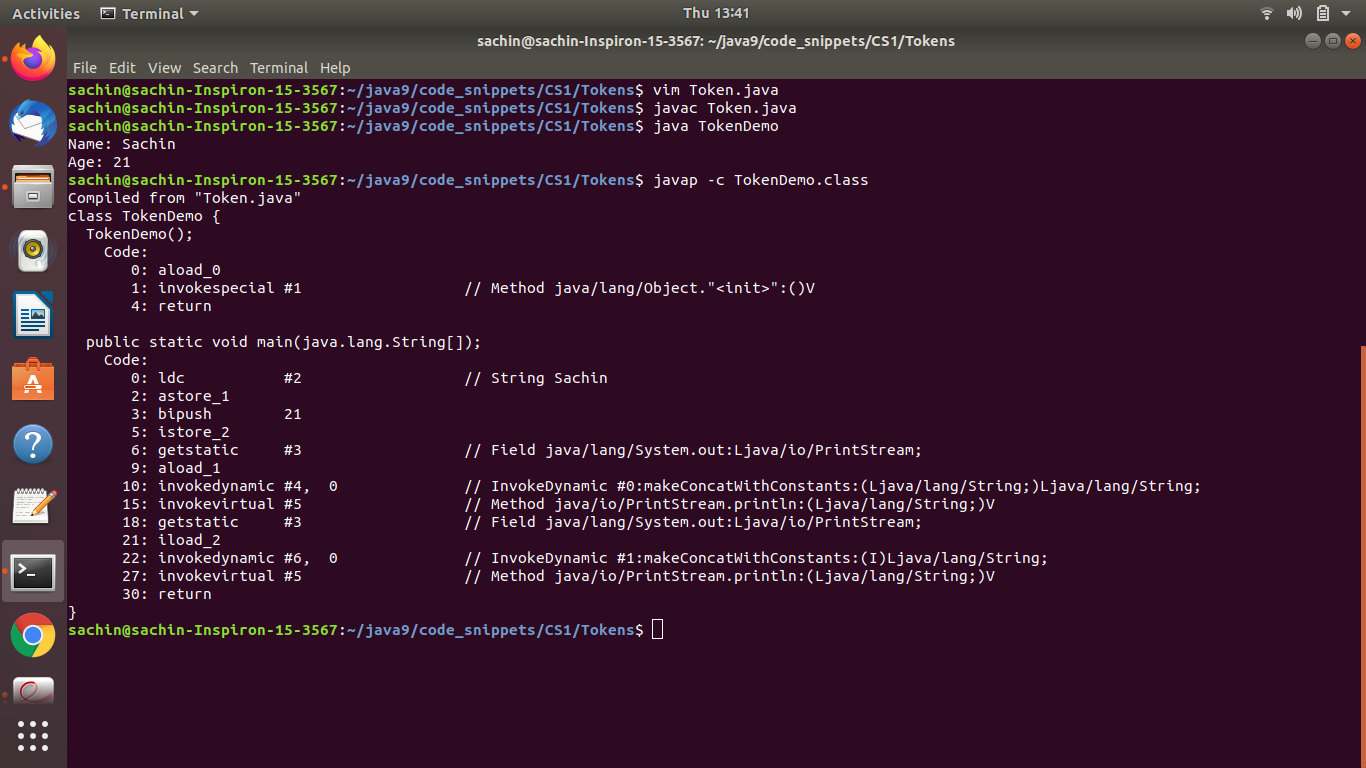 Activities Terminal Thu 13:41
sachin@sachin-Inspiron-15-3567: ~/java9/code_snippets/CS1/Tokens
File Edit View Search Terminal Help
sachin@sachin-Inspiron-15-3567:~/java9/code_snippets/CS1/Tokens$ vim Token.java
sachin@sachin-Inspiron-15-3567:~/java9/code_snippets/CS1/Tokens$ javac Token.java
sachin@sachin-Inspiron-15-3567:~/java9/code_snippets/CS1/Tokens$ java TokenDemo
Name: Sachin
Age: 21
sachin@sachin-Inspiron-15-3567:~/java9/code_snippets/CS1/Tokens$ javap -c TokenDemo.class
Compiled from "Token.java"
class TokenDemo {
  TokenDemo();
    Code:
       0: aload_0
       1: invokespecial #1                  // Method java/lang/Object."<init>":()V
       4: return

  public static void main(java.lang.String[]);
    Code:
       0: ldc           #2                  // String Sachin
       2: astore_1
       3: bipush        21
       5: istore_2
       6: getstatic     #3                  // Field java/lang/System.out:Ljava/io/PrintStream;
       9: aload_1
      10: invokedynamic #4,  0              // InvokeDynamic #0:makeConcatWithConstants:(Ljava/lang/String;)Ljava/lang/String;
      15: invokevirtual #5                  // Method java/io/PrintStream.println:(Ljava/lang/String;)V
      18: getstatic     #3                  // Field java/lang/System.out:Ljava/io/PrintStream;
      21: iload_2
      22: invokedynamic #6,  0              // InvokeDynamic #1:makeConcatWithConstants:(I)Ljava/lang/String;
      27: invokevirtual #5                  // Method java/io/PrintStream.println:(Ljava/lang/String;)V
      30: return
}
sachin@sachin-Inspiron-15-3567:~/java9/code_snippets/CS1/Tokens$